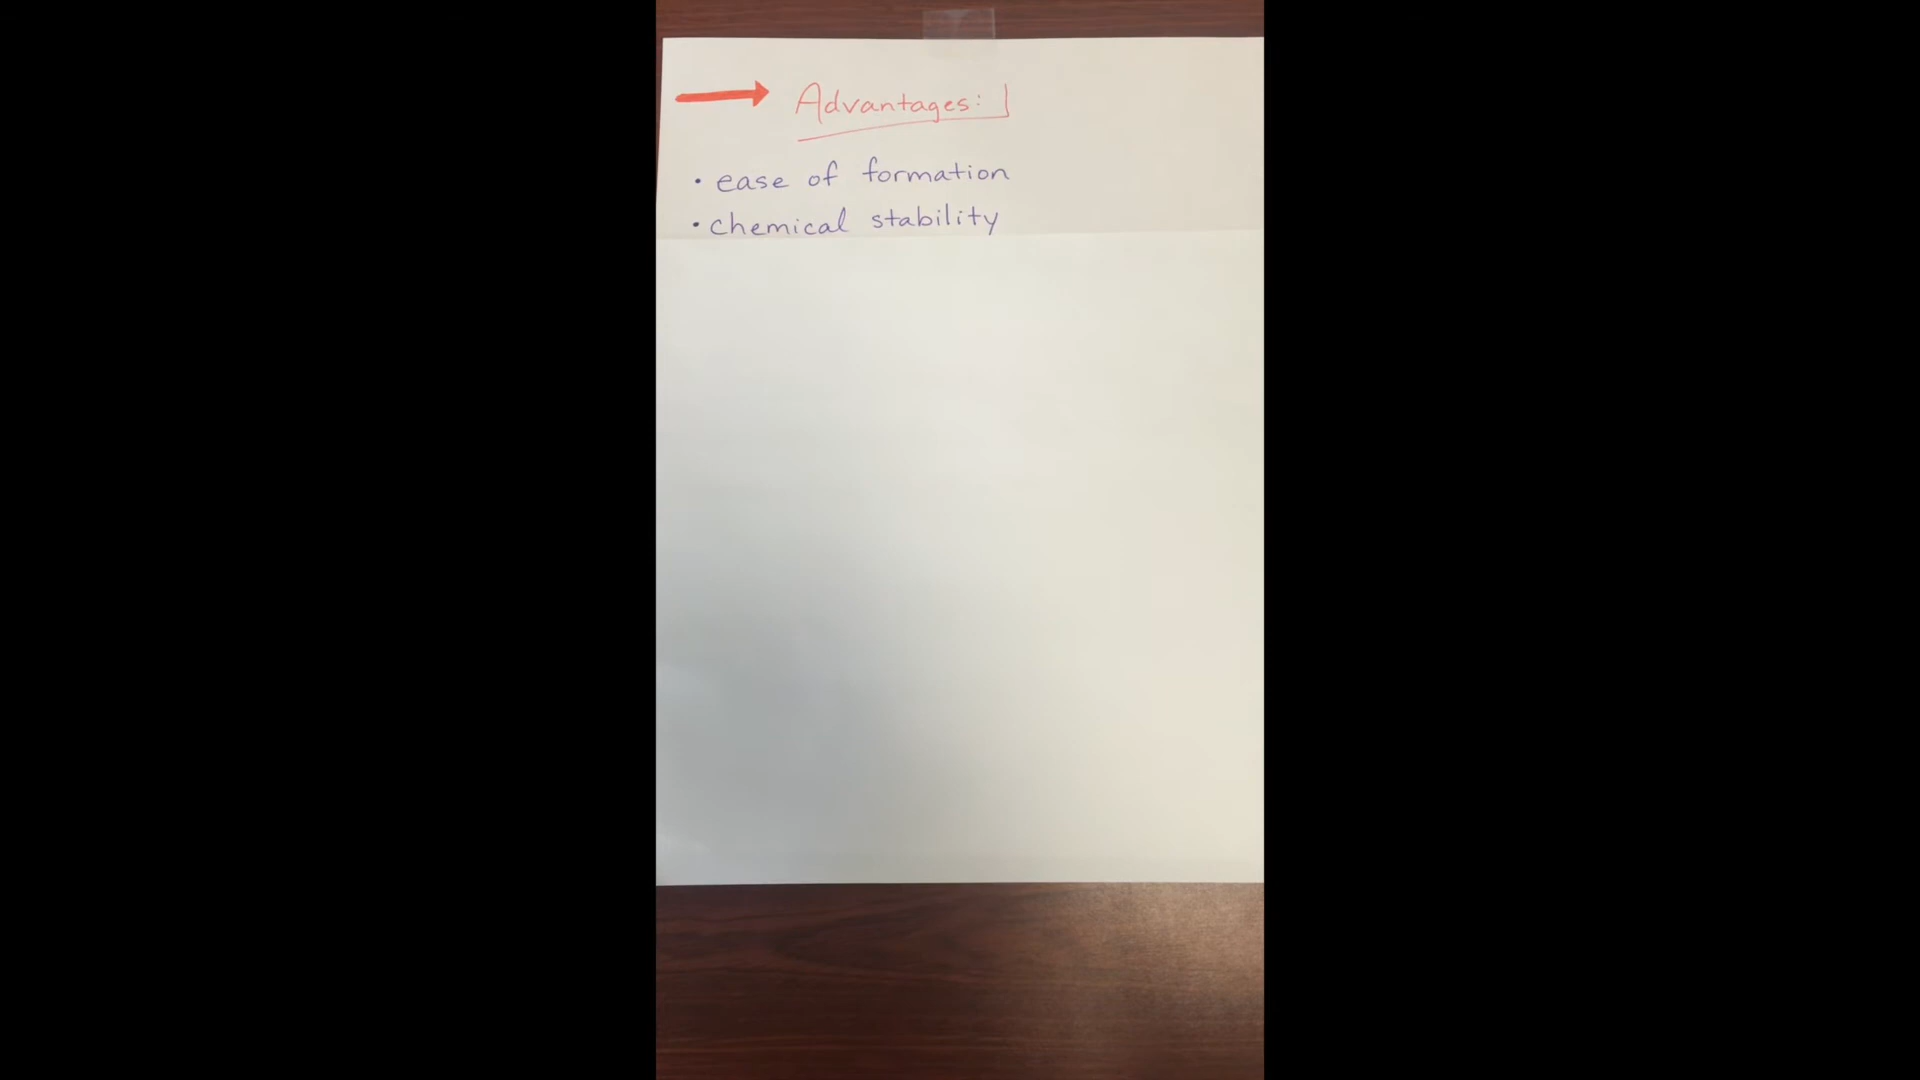 Advantages:
• ease of formation
• chemical stability